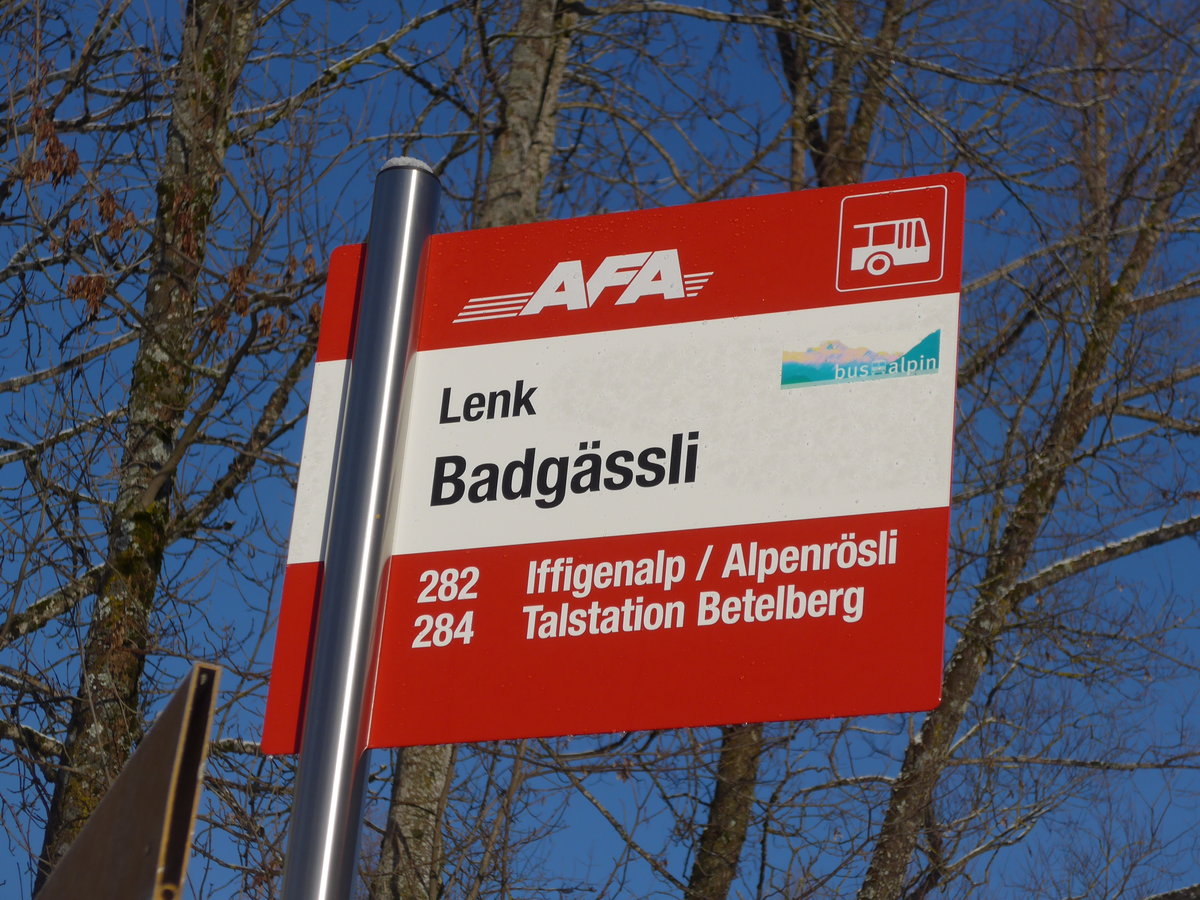 AFA
bus alpin
Lenk
Badgässli
282 Iffigenalp / Alpenrösli
284 Talstation Betelberg